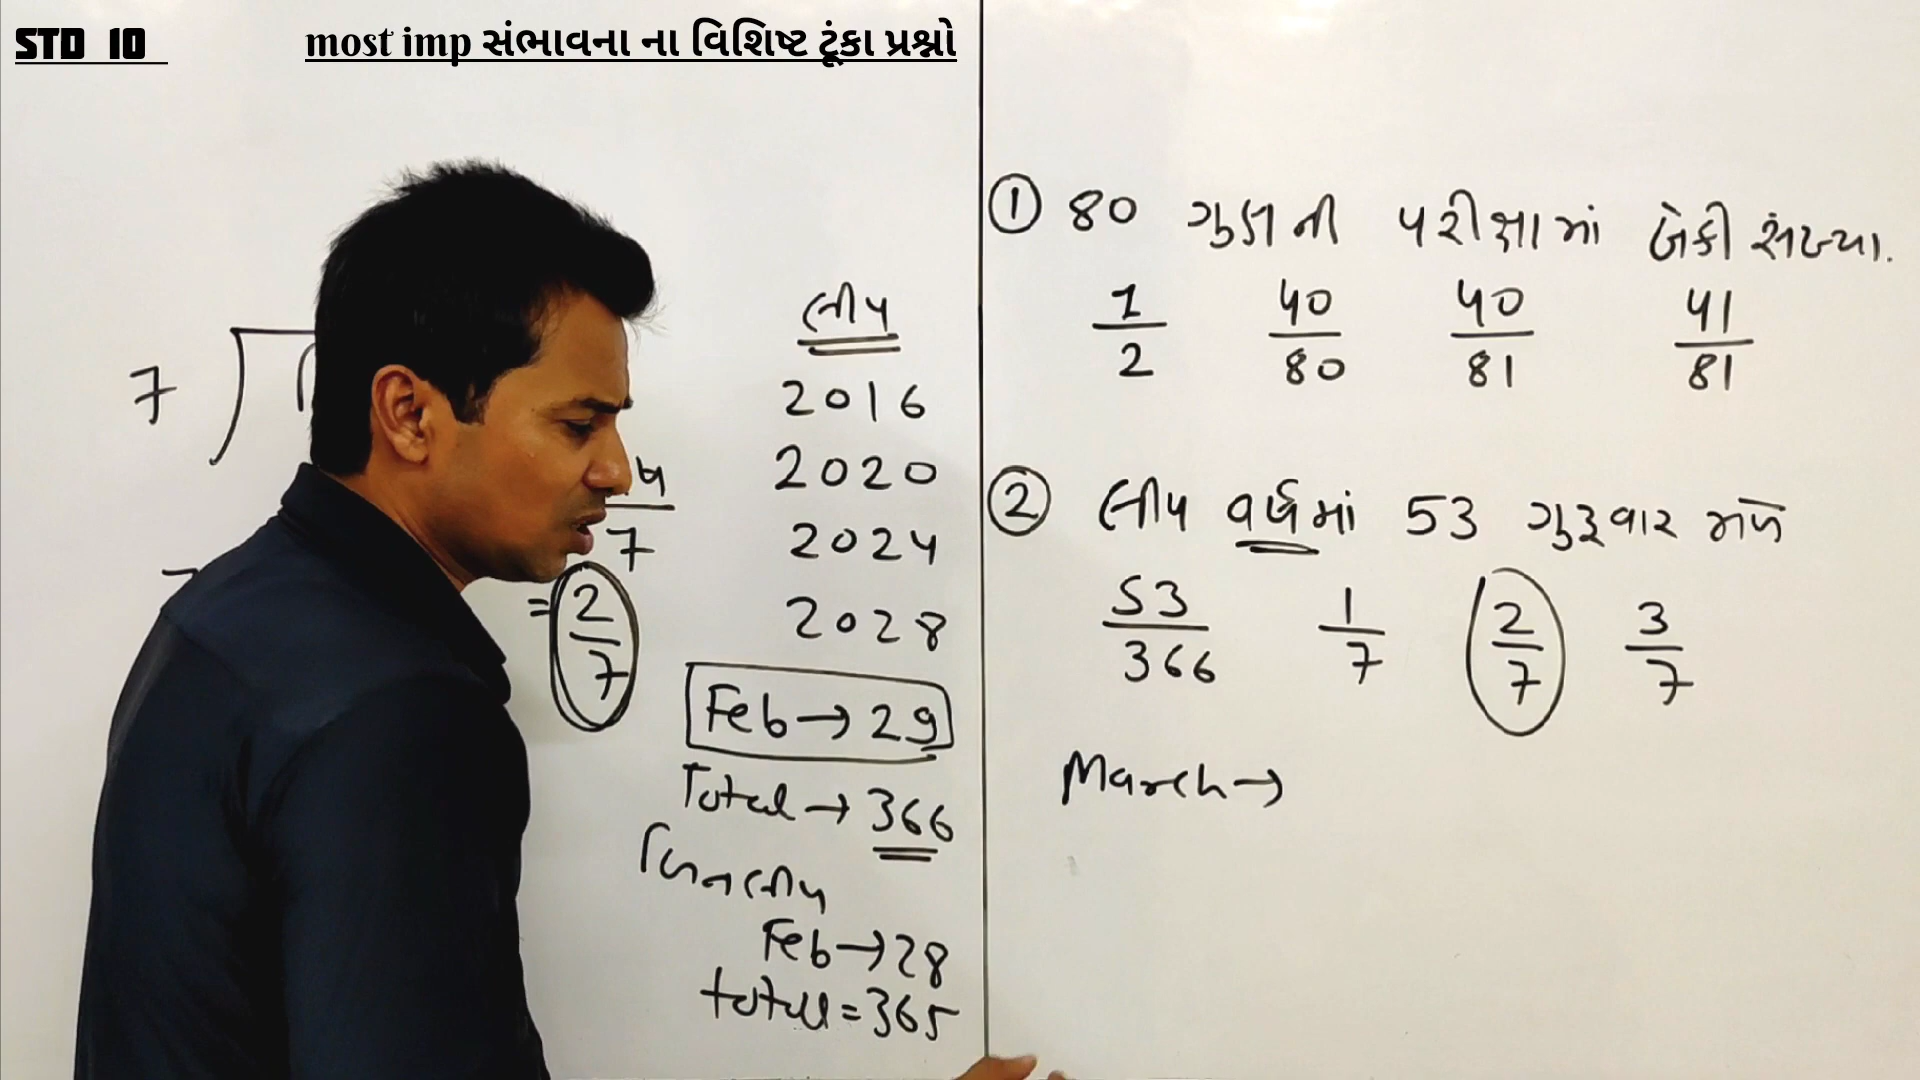 STD 10
most imp સંભાવના ના વિશિષ્ટ ટૂંકા પ્રશ્નો
7
7
= 2/7
લીપ
2016
2020
2024
2028
Feb → 29
Total → 366
બિનલીપ
Feb → 28
total = 365
① 80 ગુણની પરીક્ષામાં બેકી સંખ્યા.
1/2 40/80 40/81 41/81
② લીપ વર્ષમાં 53 ગુરૂવાર મળે
53/366 1/7 2/7 3/7
March →